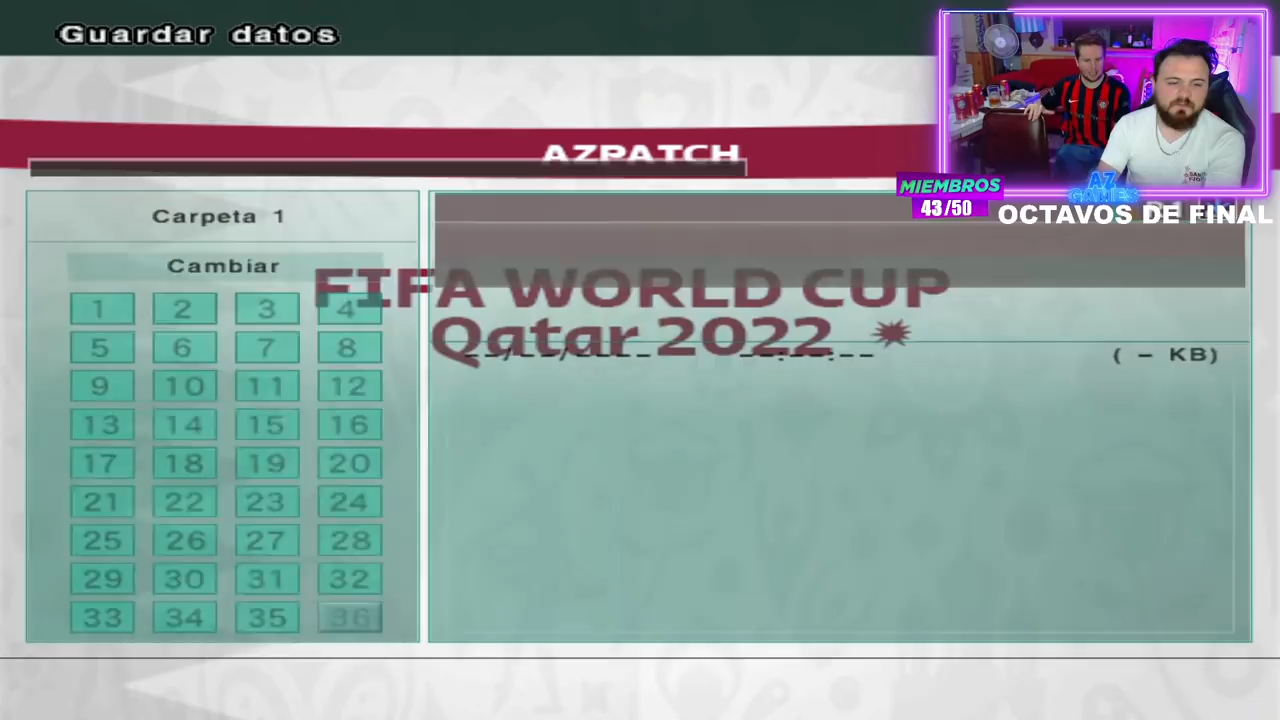 Guardar datos
AZPATCH
Carpeta 1
Cambiar
1 2 3 4
5 6 7 8
9 10 11 12
13 14 15 16
17 18 19 20
21 22 23 24
25 26 27 28
29 30 31 32
33 34 35 36
FIFA WORLD CUP
Qatar 2022
--/--/---- --:--:-- ( - KB)
MIEMBROS
43/50
AZ
GAMES
OCTAVOS DE FINAL